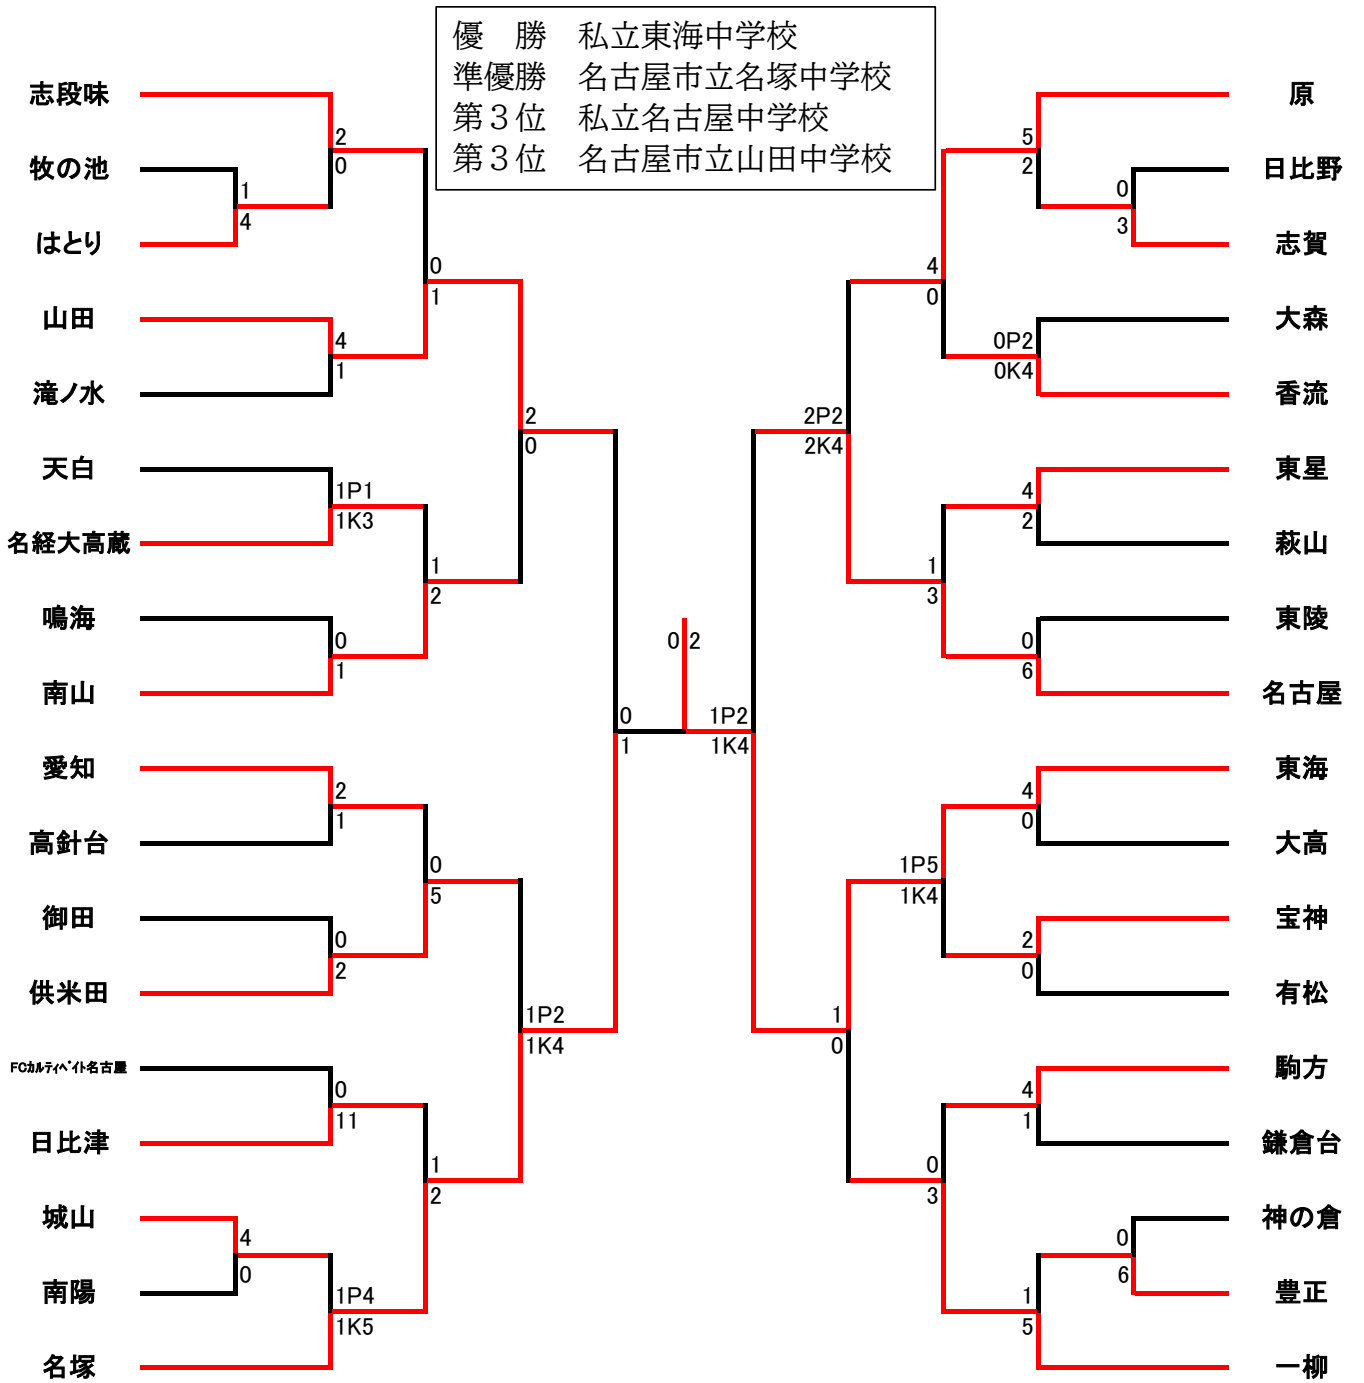 優　勝　私立東海中学校
準優勝　名古屋市立名塚中学校
第３位　私立名古屋中学校
第３位　名古屋市立山田中学校
志段味
牧の池
はとり
山田
滝ノ水
天白
名経大高蔵
鳴海
南山
愛知
高針台
御田
供米田
FCカルティベイト名古屋
日比津
城山
南陽
名塚
2
0
1
4
0
1
4
1
2
0
1P1
1K3
1
2
0
1
0
1
2
1
0
5
0
2
1P2
1K4
0
11
1
2
4
0
1P4
1K5
0 2
5
2
0
3
4
0
0P2
0K4
2P2
2K4
4
2
1
3
0
6
1P2
1K4
4
0
1P5
1K4
2
0
1
0
4
1
0
3
0
6
1
5
原
日比野
志賀
大森
香流
東星
萩山
東陵
名古屋
東海
大高
宝神
有松
駒方
鎌倉台
神の倉
豊正
一柳